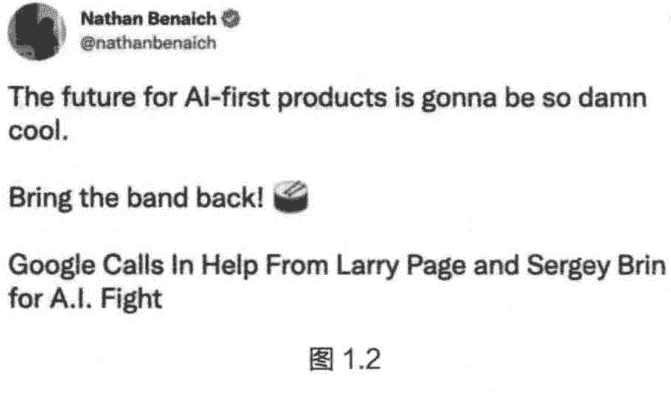 Nathan Benaich
@nathanbenaich
The future for AI-first products is gonna be so damn
cool.
Bring the band back! 🥁
Google Calls In Help From Larry Page and Sergey Brin
for A.I. Fight
图 1.2